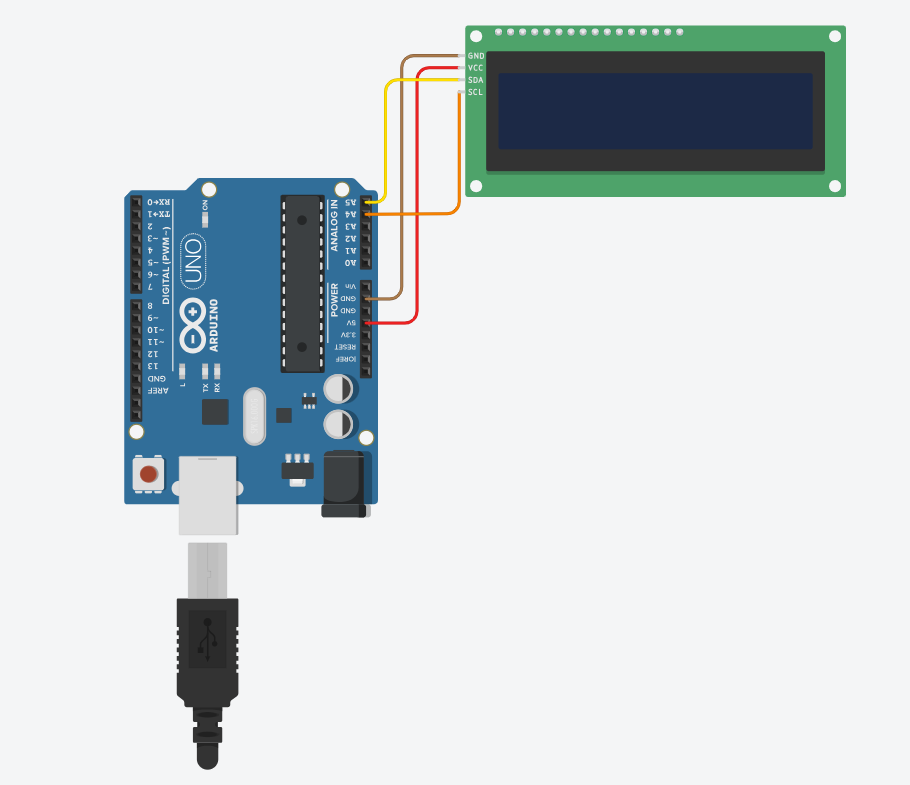 GND
VCC
SDA
SCL
RX←0
TX→1
2
~3
4
~5
~6
7
8
~9
~10
~11
12
13
GND
AREF
DIGITAL (PWM~)
ON
UNO
ARDUINO
L
TX
RX
ANALOG IN
A5
A4
A3
A2
A1
A0
POWER
Vin
GND
GND
5V
3.3V
RESET
IOREF